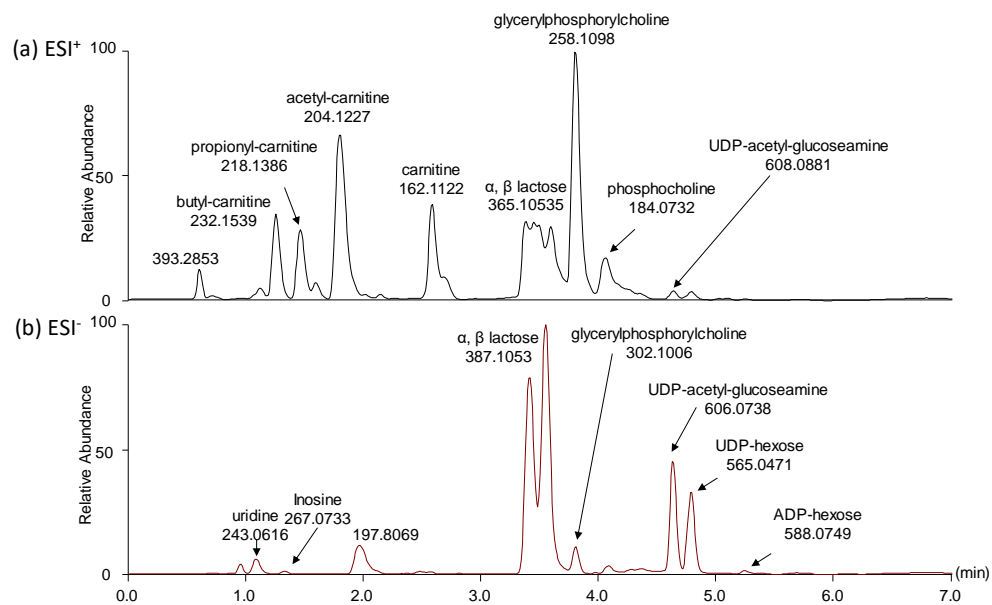 (a) ESI⁺
Relative Abundance
100
50
0
393.2853
butyl-carnitine
232.1539
propionyl-carnitine
218.1386
acetyl-carnitine
204.1227
carnitine
162.1122
α, β lactose
365.10535
glycerylphosphorylcholine
258.1098
phosphocholine
184.0732
UDP-acetyl-glucoseamine
608.0881
(b) ESI⁻
Relative Abundance
100
50
0
uridine
243.0616
Inosine
267.0733
197.8069
α, β lactose
387.1053
glycerylphosphorylcholine
302.1006
UDP-acetyl-glucoseamine
606.0738
UDP-hexose
565.0471
ADP-hexose
588.0749
0.0 1.0 2.0 3.0 4.0 5.0 6.0 7.0 (min)